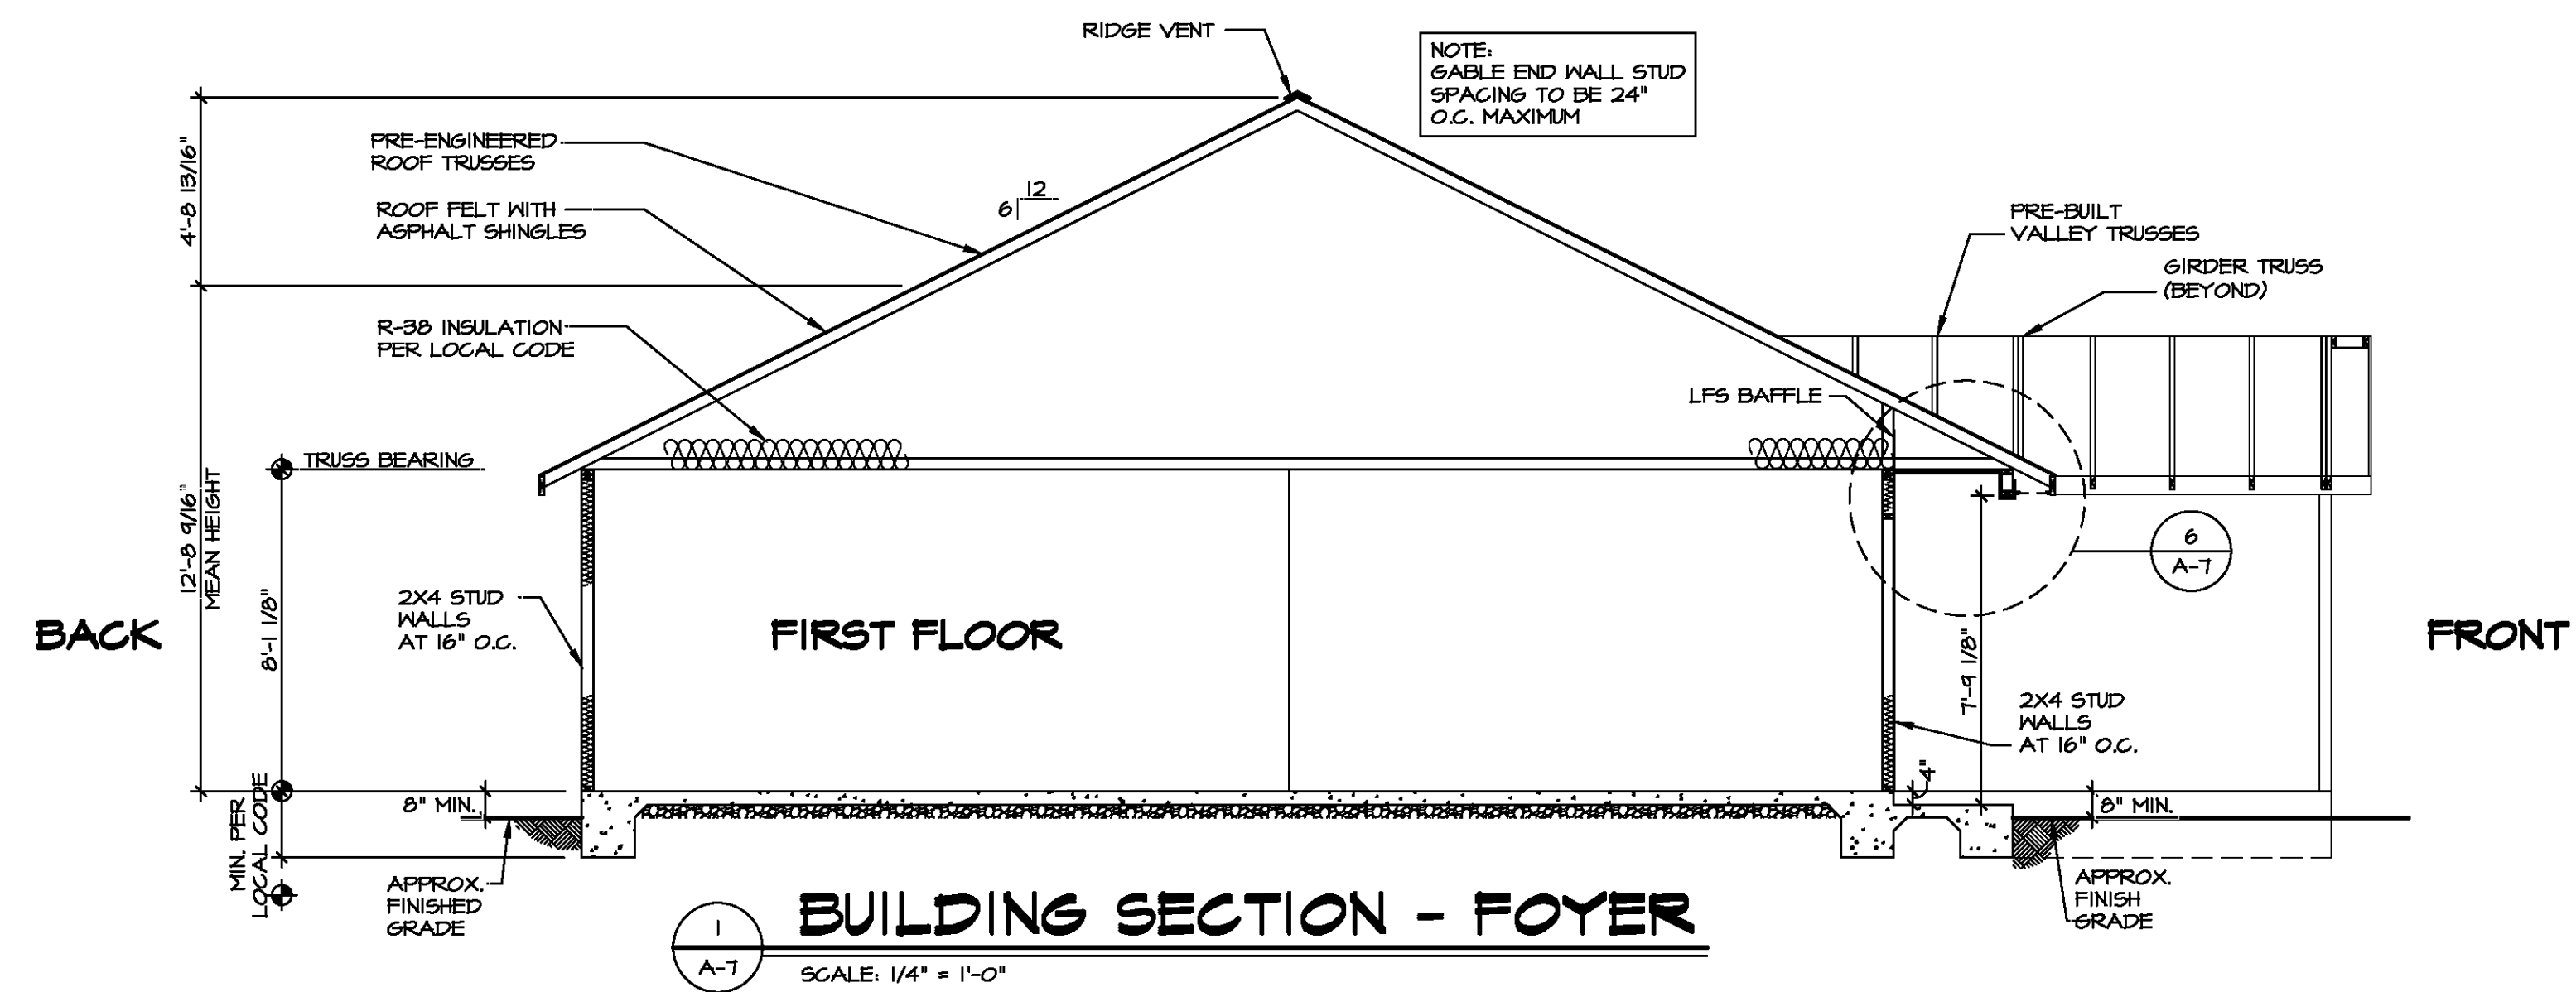 RIDGE VENT
NOTE:
GABLE END WALL STUD
SPACING TO BE 24"
O.C. MAXIMUM
PRE-ENGINEERED
ROOF TRUSSES
4'-8 13/16"
12
6
ROOF FELT WITH
ASPHALT SHINGLES
PRE-BUILT
VALLEY TRUSSES
GIRDER TRUSS
(BEYOND)
R-38 INSULATION
PER LOCAL CODE
LFS BAFFLE
TRUSS BEARING
12'-8 9/16"
MEAN HEIGHT
6
A-7
8'-1 1/8"
2X4 STUD
WALLS
AT 16" O.C.
BACK
FIRST FLOOR
FRONT
7'-9 1/8"
2X4 STUD
WALLS
AT 16" O.C.
4"
8" MIN.
8" MIN.
MIN. PER
LOCAL CODE
APPROX.
FINISHED
GRADE
APPROX.
FINISH
GRADE
1
A-7
BUILDING SECTION - FOYER
SCALE: 1/4" = 1'-0"